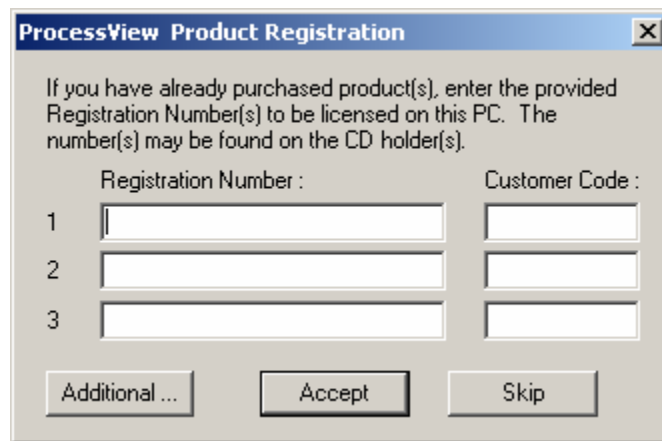 ProcessView Product Registration
If you have already purchased product(s), enter the provided
Registration Number(s) to be licensed on this PC. The
number(s) may be found on the CD holder(s).
Registration Number : Customer Code :
1
2
3
Additional ... Accept Skip